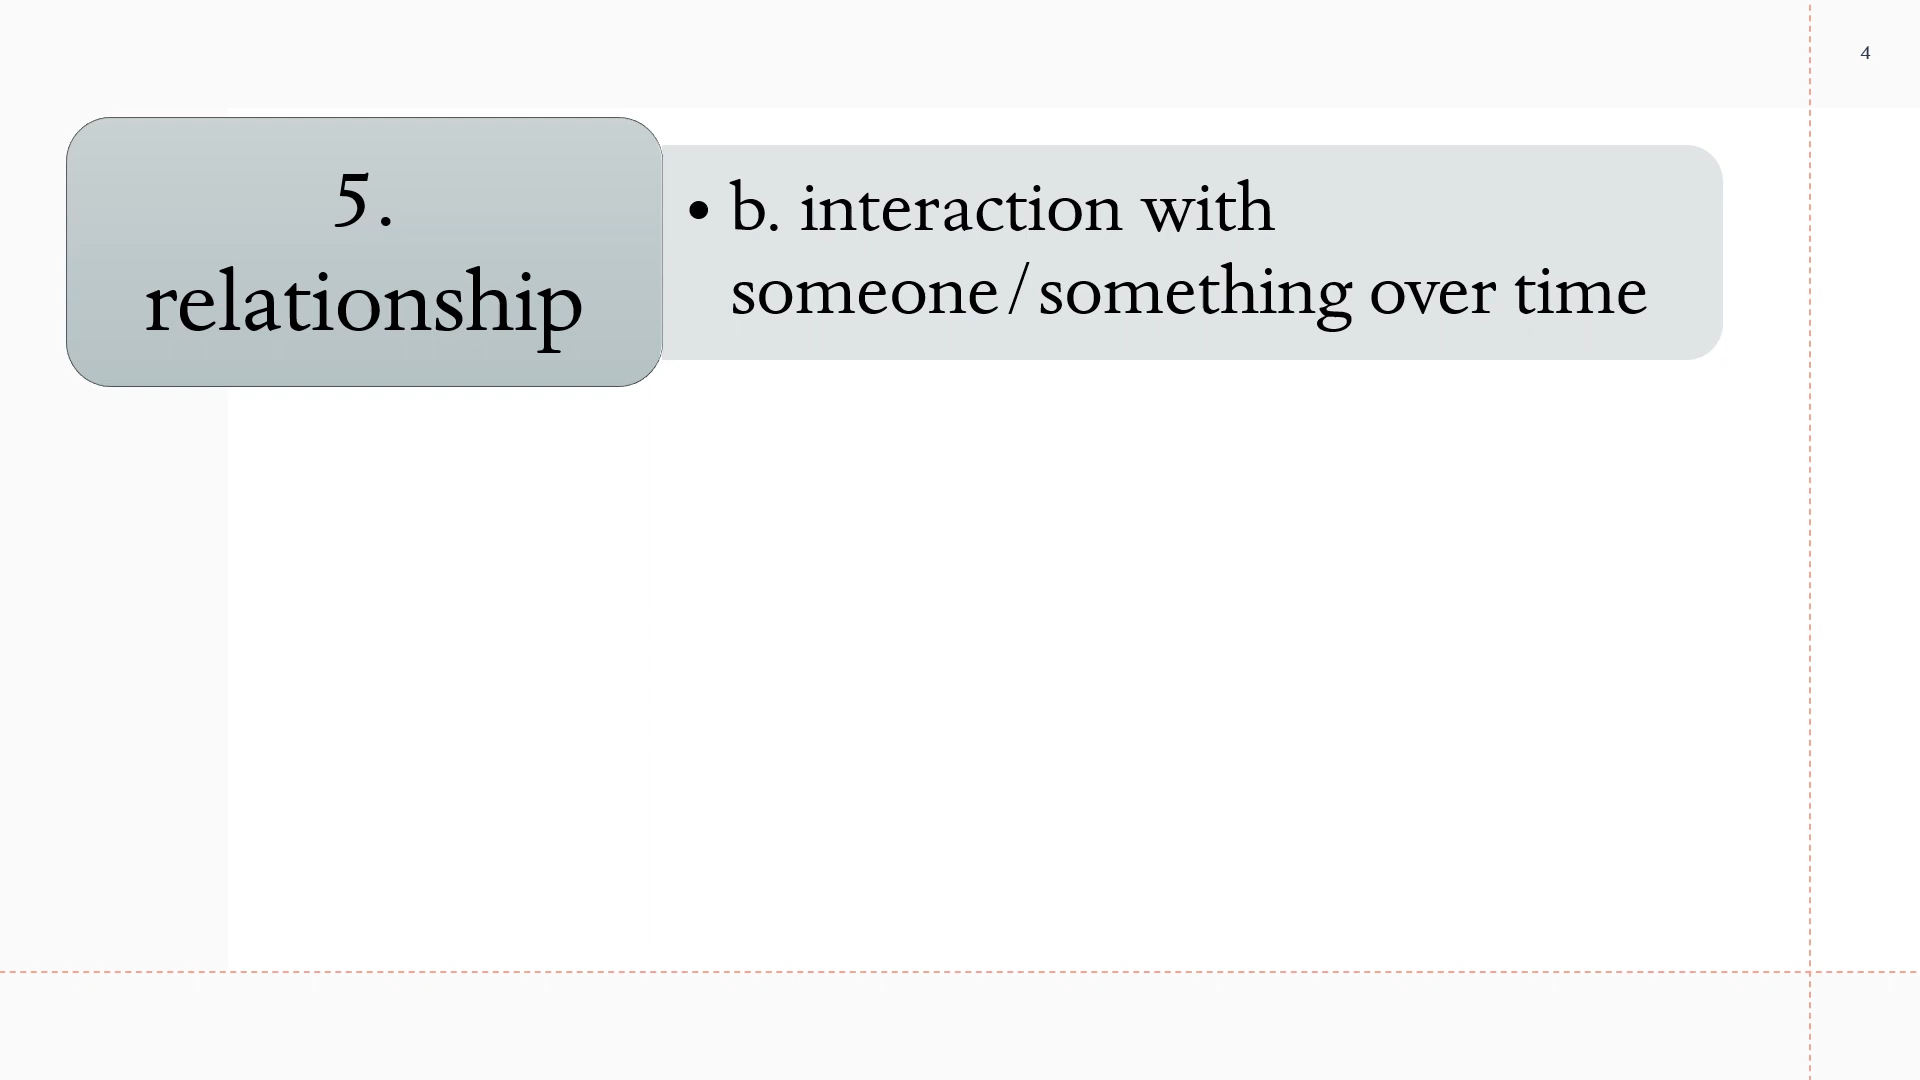 4
5.
relationship
• b. interaction with
someone/something over time